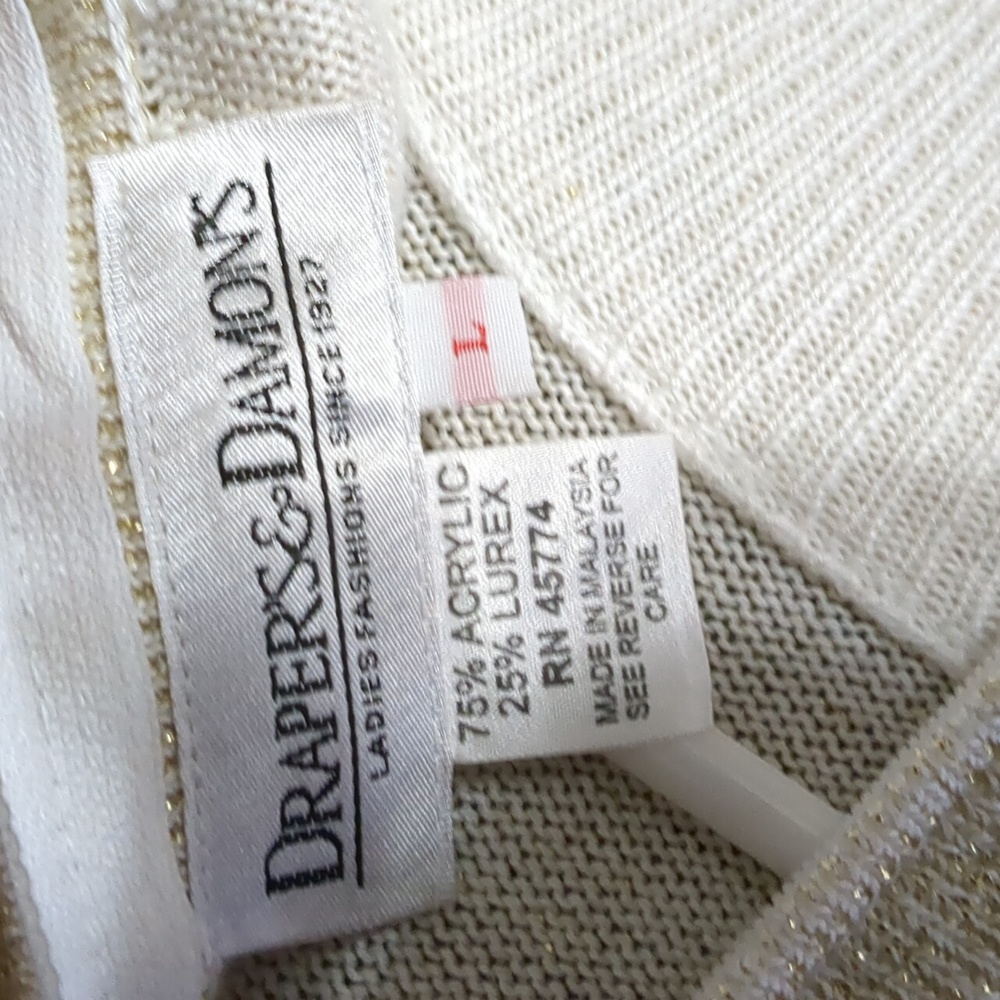 DRAPER'S & DAMON'S
LADIES FASHIONS SINCE 1927
L
75% ACRYLIC
25% LUREX
RN 45774
MADE IN MALAYSIA
SEE REVERSE FOR
CARE